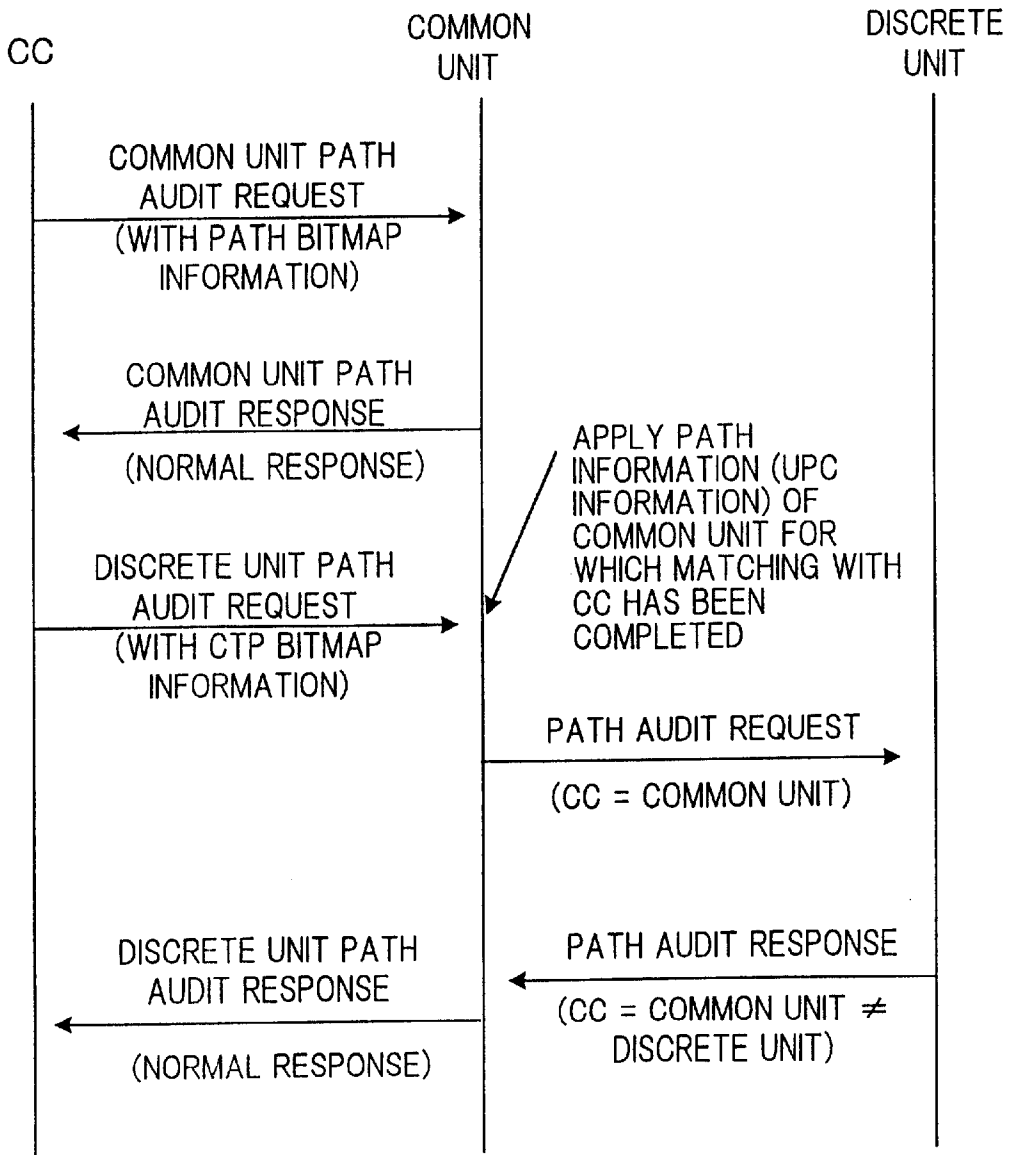 CC
COMMON
UNIT
DISCRETE
UNIT
COMMON UNIT PATH
AUDIT REQUEST
(WITH PATH BITMAP
INFORMATION)
COMMON UNIT PATH
AUDIT RESPONSE
(NORMAL RESPONSE)
APPLY PATH
INFORMATION (UPC
INFORMATION) OF
COMMON UNIT FOR
WHICH MATCHING WITH
CC HAS BEEN
COMPLETED
DISCRETE UNIT PATH
AUDIT REQUEST
(WITH CTP BITMAP
INFORMATION)
PATH AUDIT REQUEST
(CC = COMMON UNIT)
PATH AUDIT RESPONSE
(CC = COMMON UNIT ≠
DISCRETE UNIT)
DISCRETE UNIT PATH
AUDIT RESPONSE
(NORMAL RESPONSE)